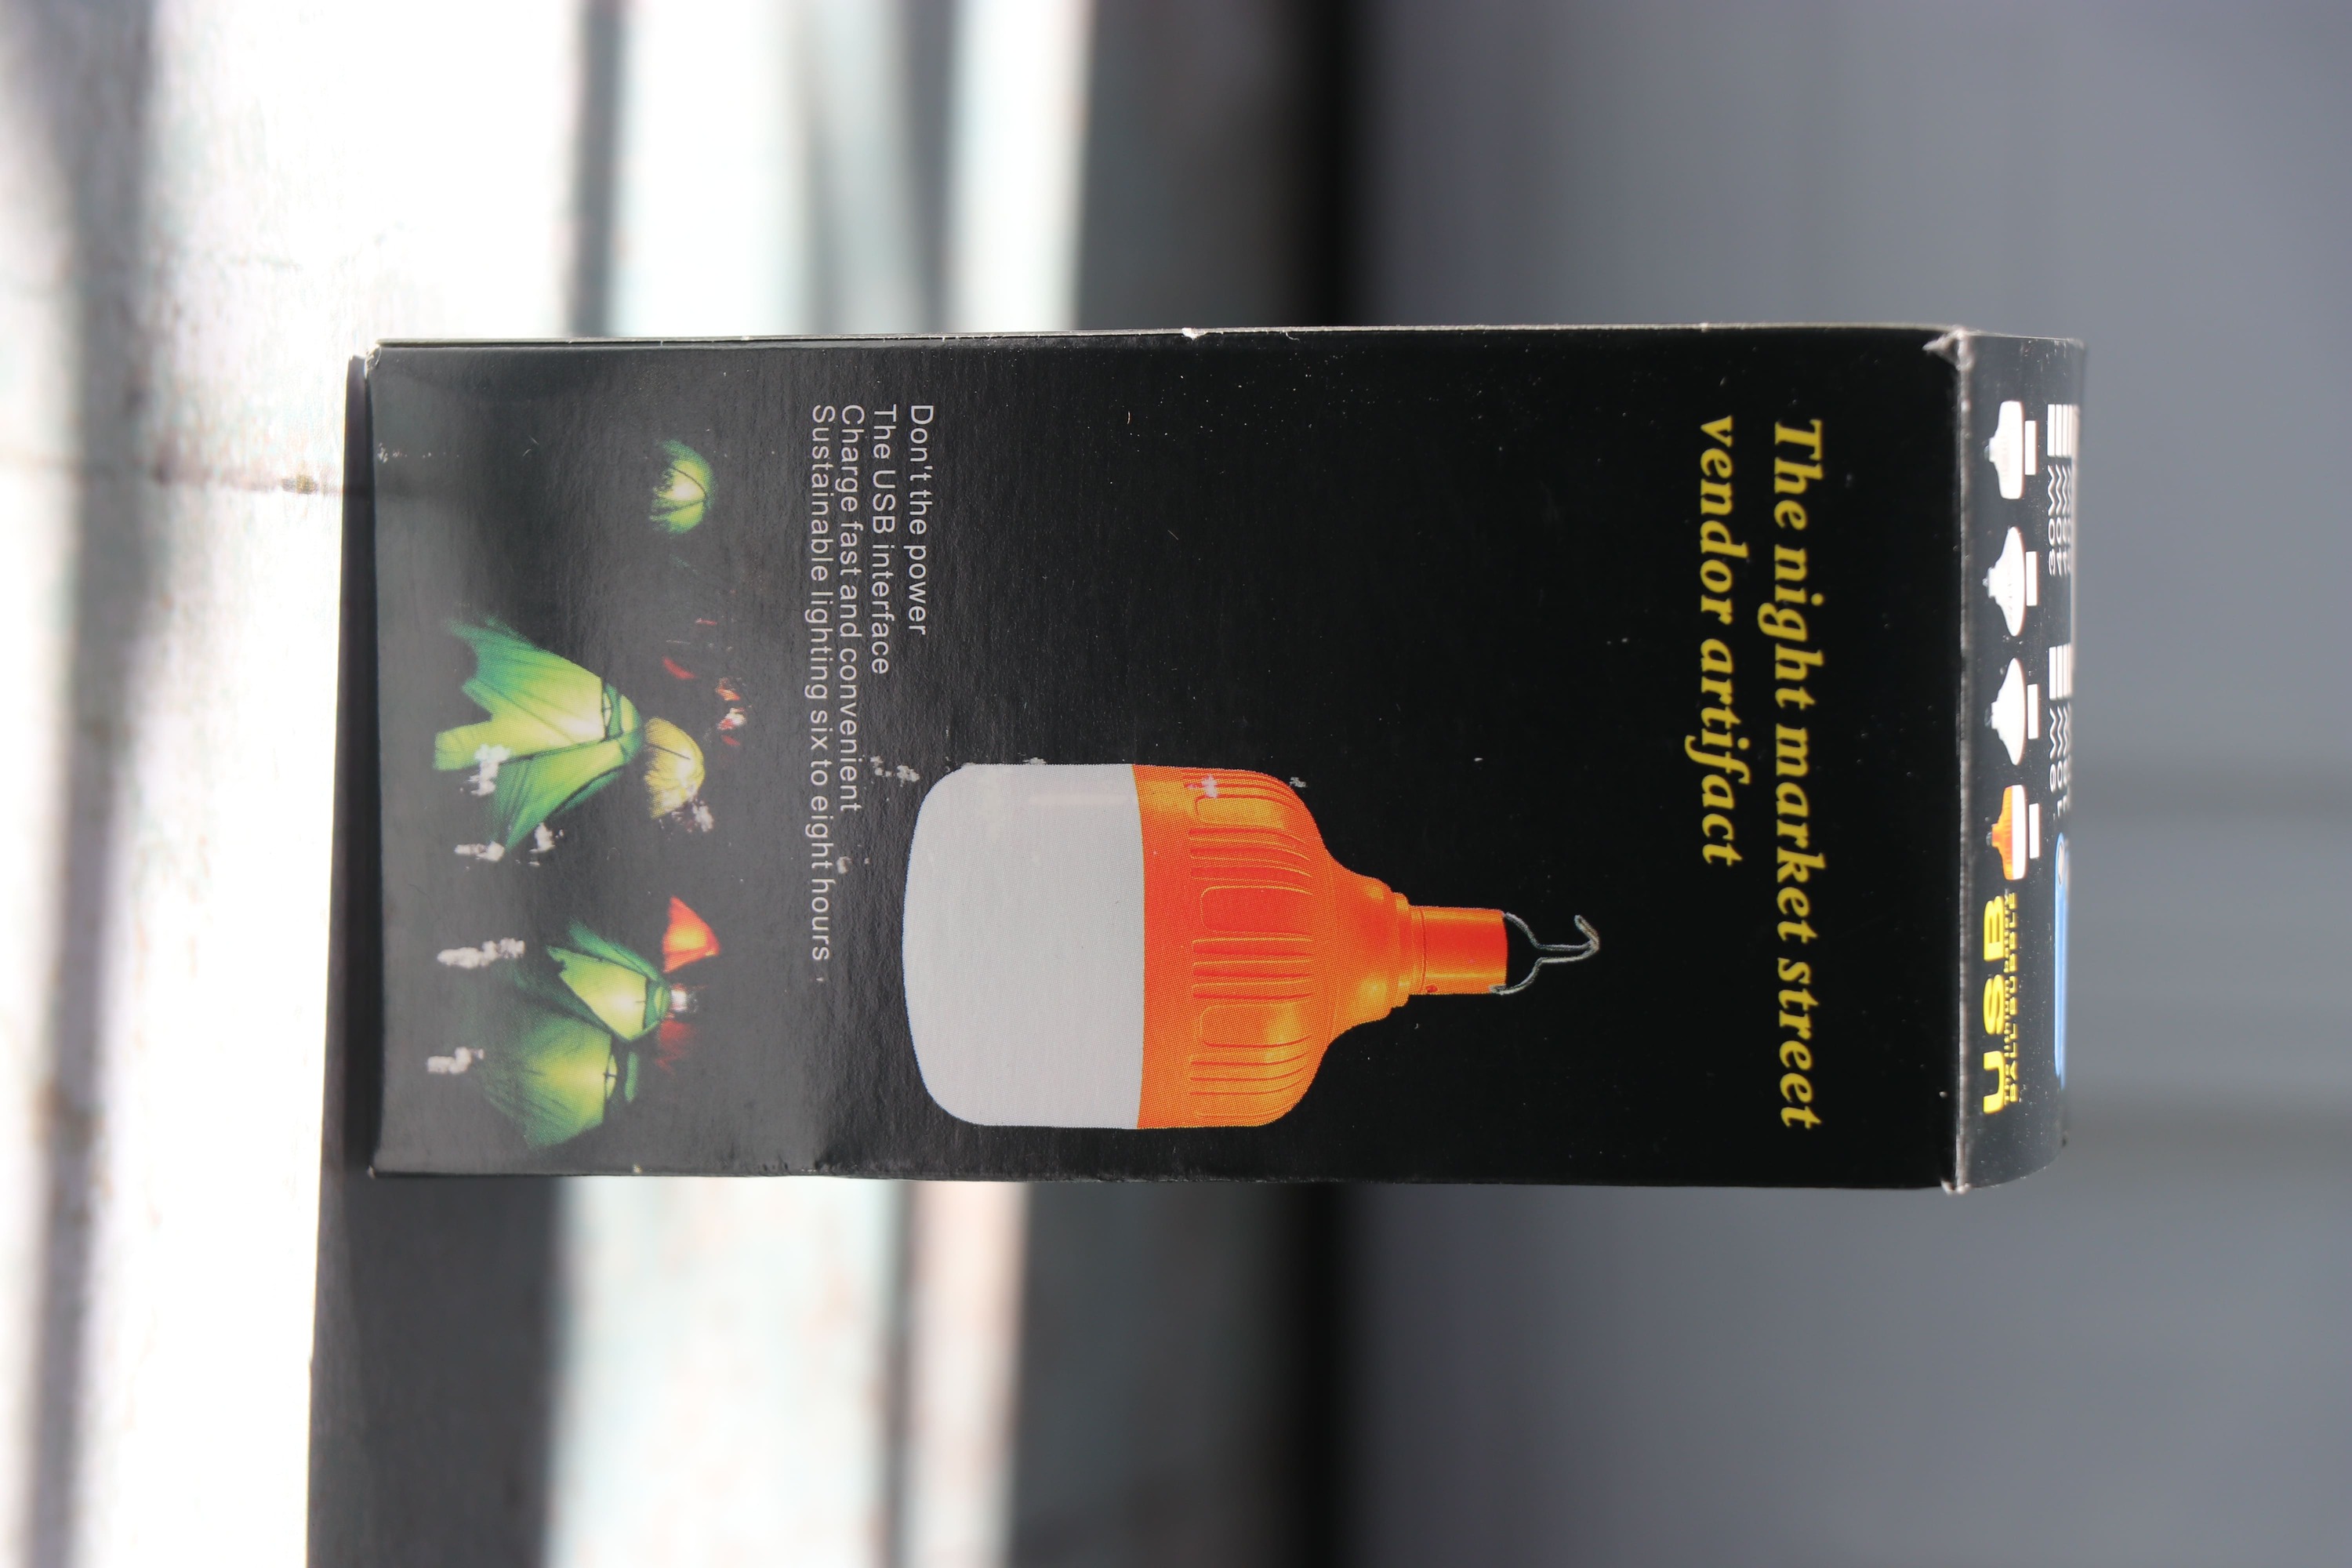 The night market street
vendor artifact
Don't the power
The USB interface
Charge fast and convenient
Sustainable lighting six to eight hours
USB